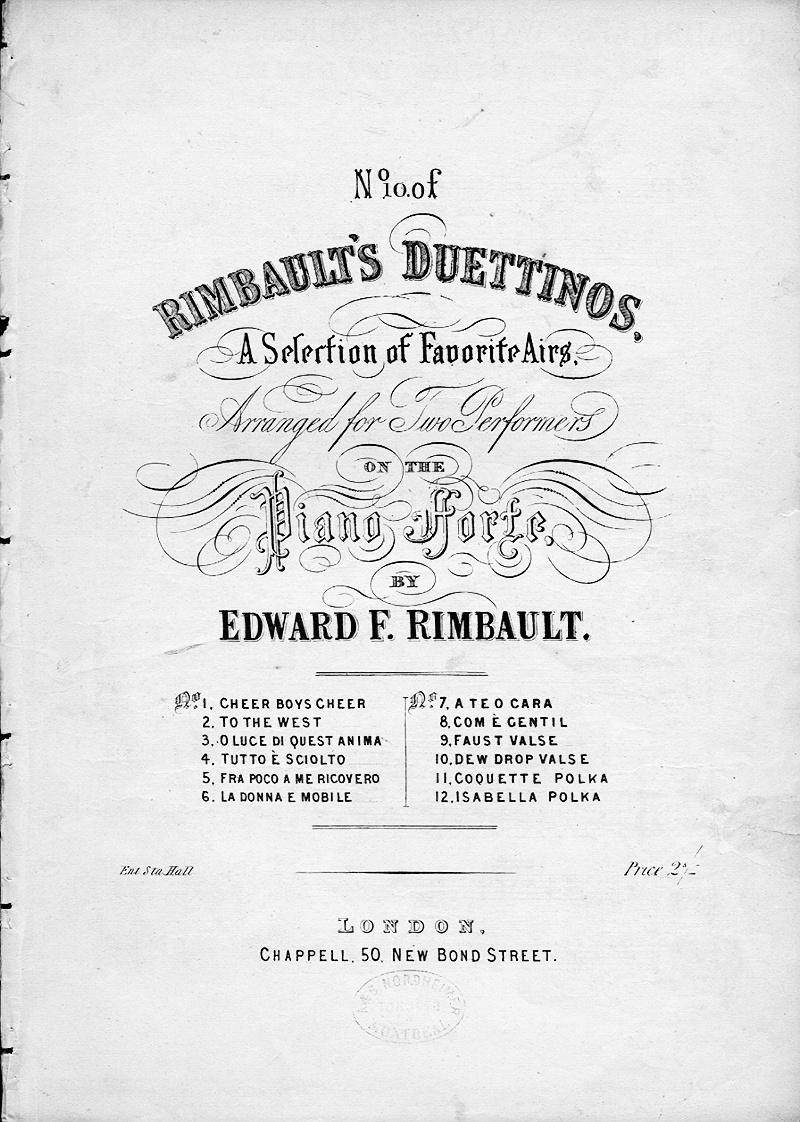 No 10. of
RIMBAULT'S DUETTINOS,
A Selection of Favorite Airs,
Arranged for Two Performers
ON THE
Piano Forte,
BY
EDWARD F. RIMBAULT.
Nos 1. CHEER BOYS CHEER
2. TO THE WEST
3. O LUCE DI QUEST ANIMA
4. TUTTO È SCIOLTO
5. FRA POCO A ME RICOVERO
6. LA DONNA E MOBILE
Nos 7. A TE O CARA
8. COM È GENTIL
9. FAUST VALSE
10. DEW DROP VALSE
11. COQUETTE POLKA
12. ISABELLA POLKA
Ent. Sta. Hall
Price 2/-
LONDON,
CHAPPELL, 50, NEW BOND STREET.
A & S NORDHEIMER
TORONTO
MONTREAL